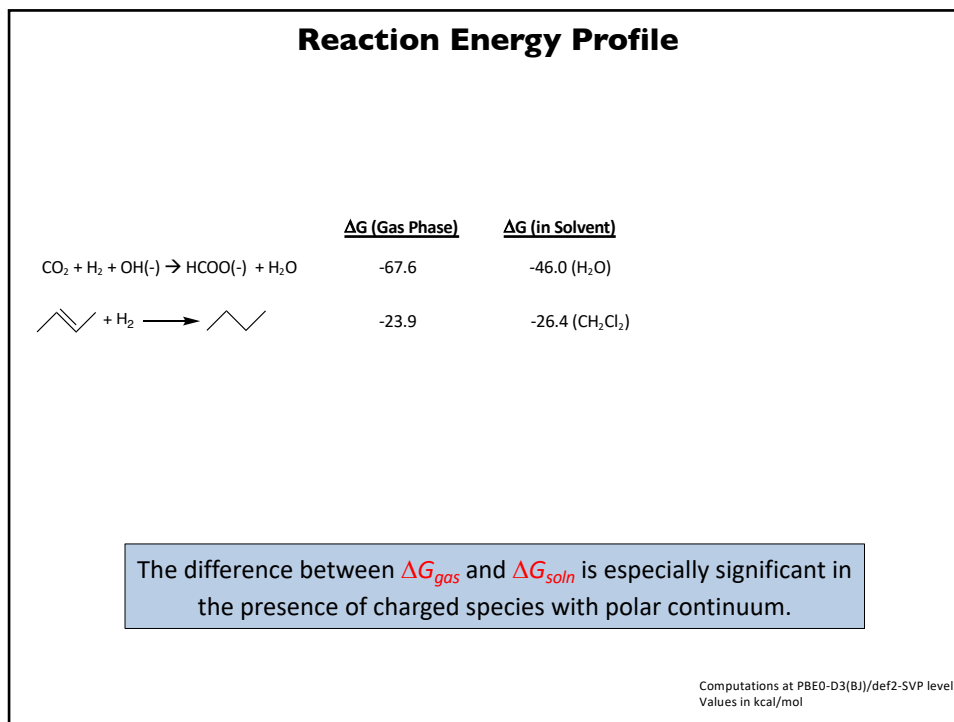 Reaction Energy Profile
ΔG (Gas Phase) ΔG (in Solvent)
CO₂ + H₂ + OH(-) → HCOO(-) + H₂O -67.6 -46.0 (H₂O)
+ H₂ -23.9 -26.4 (CH₂Cl₂)
The difference between ΔG_gas and ΔG_soln is especially significant in
the presence of charged species with polar continuum.
Computations at PBE0-D3(BJ)/def2-SVP level
Values in kcal/mol